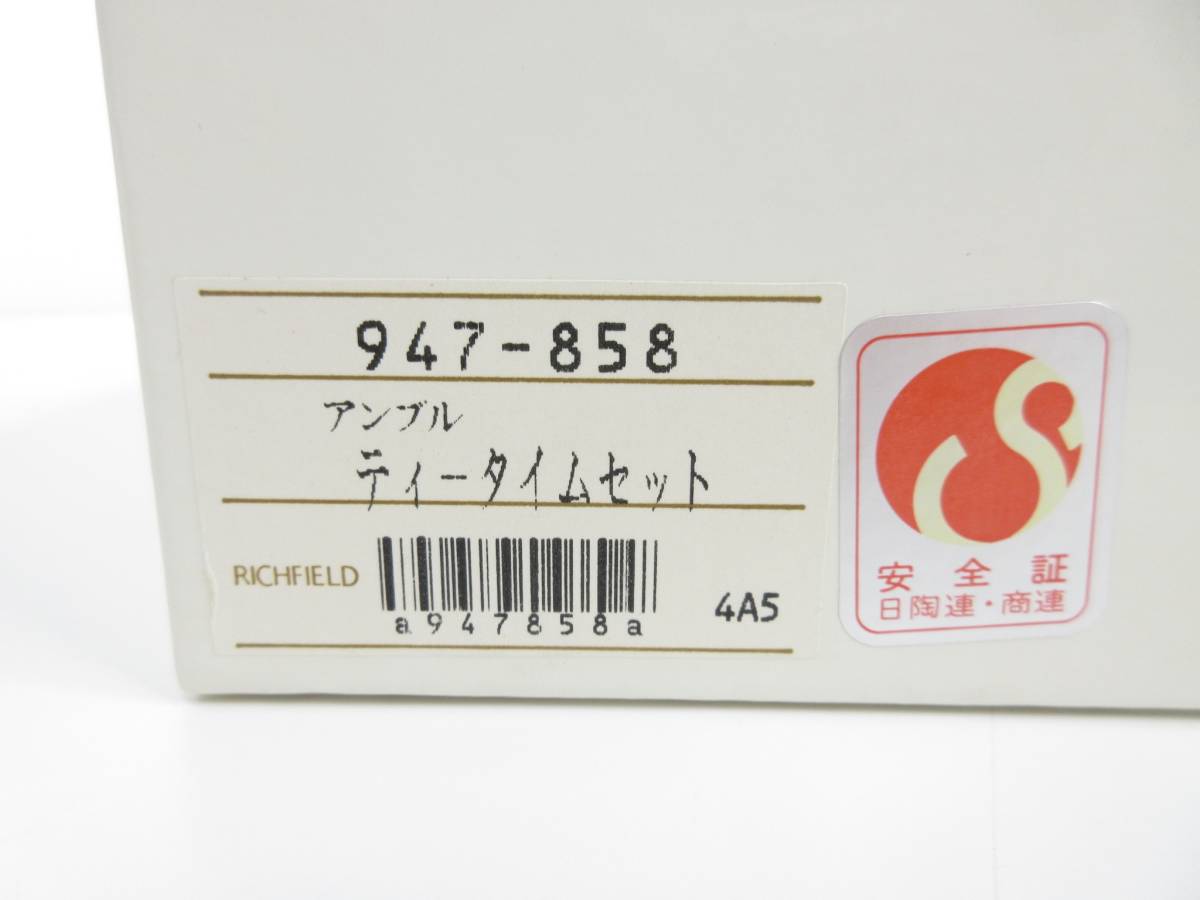 947-858
アンブル
ティータイムセット
RICHFIELD
a947858a
4A5
安全証
日陶連・商連